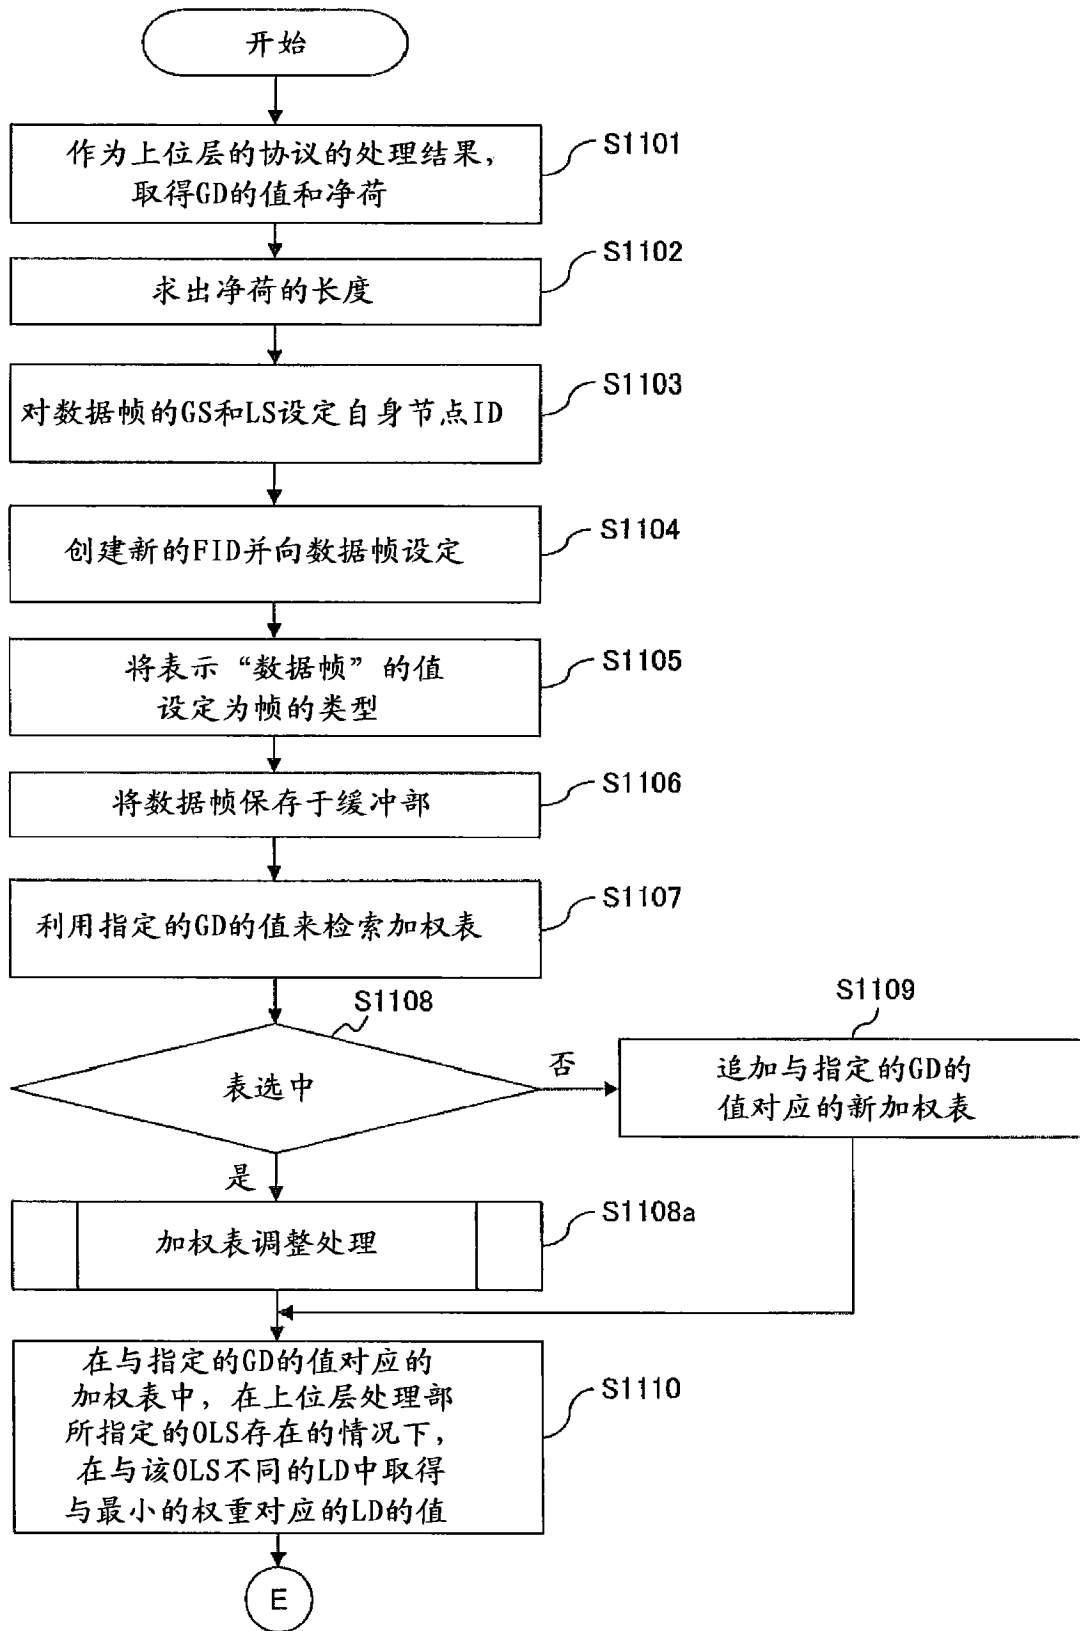 开始
作为上位层的协议的处理结果，
取得GD的值和净荷
S1101
求出净荷的长度
S1102
对数据帧的GS和LS设定自身节点ID
S1103
创建新的FID并向数据帧设定
S1104
将表示“数据帧”的值
设定为帧的类型
S1105
将数据帧保存于缓冲部
S1106
利用指定的GD的值来检索加权表
S1107
表选中
S1108
否
追加与指定的GD的
值对应的新加权表
S1109
是
加权表调整处理
S1108a
在与指定的GD的值对应的
加权表中，在上位层处理部
所指定的OLS存在的情况下，
在与该OLS不同的LD中取得
与最小的权重对应的LD的值
S1110
E